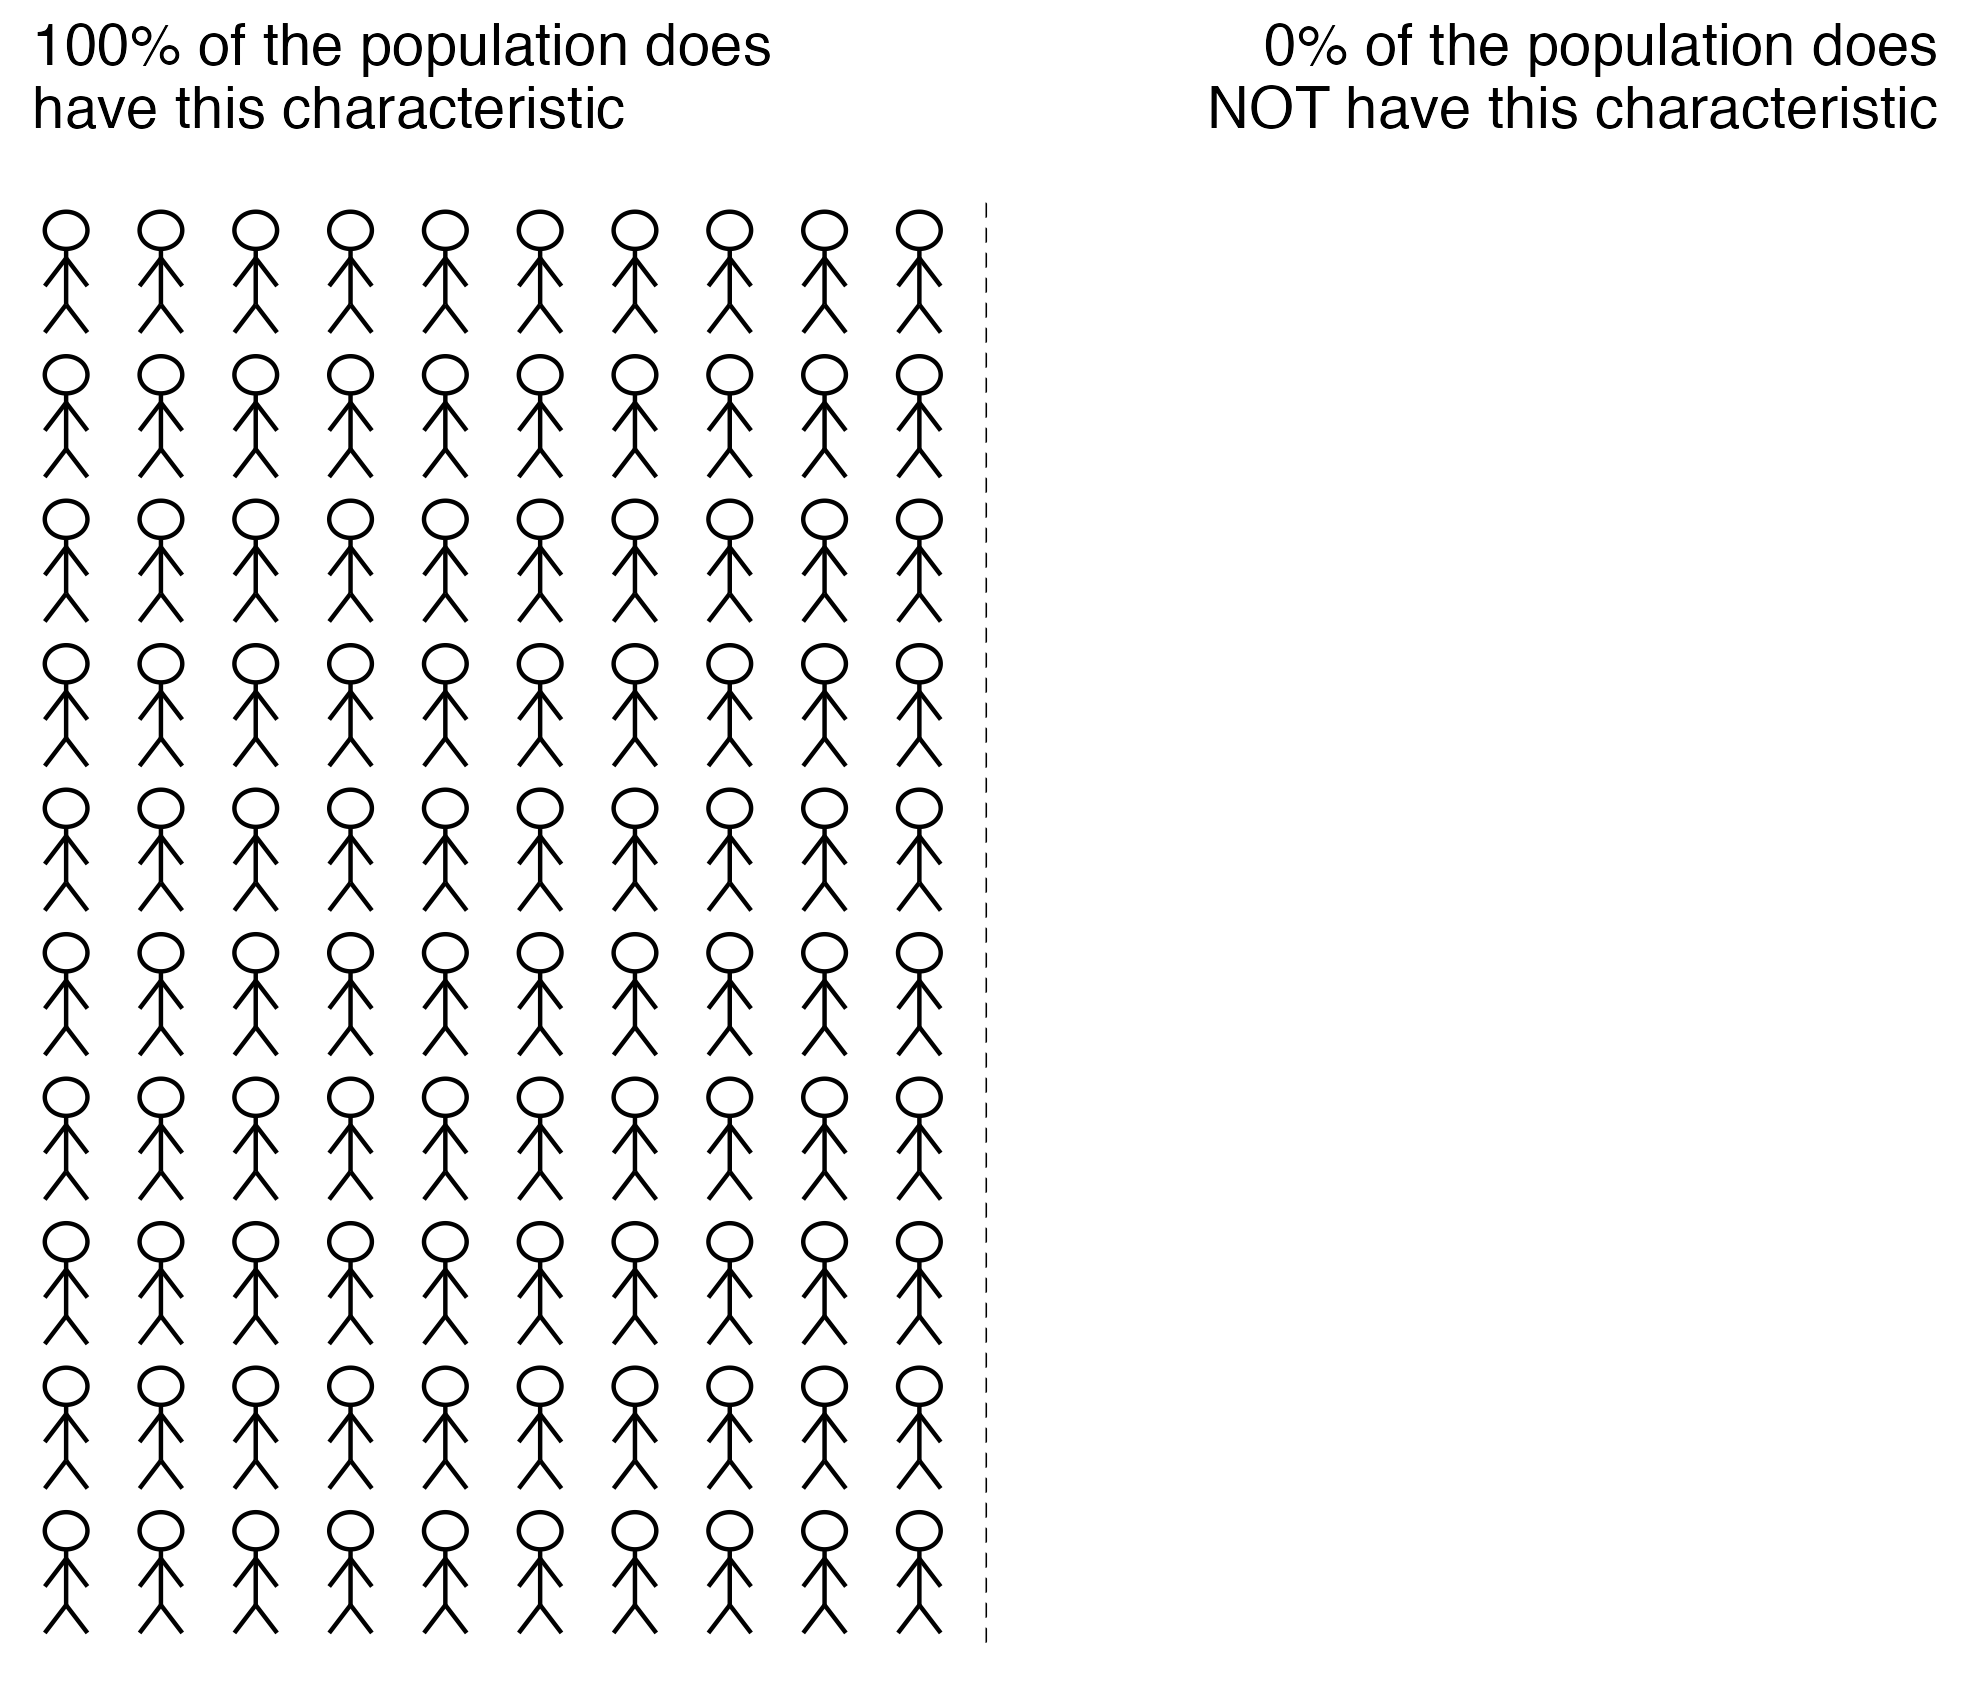 100% of the population does
have this characteristic
0% of the population does
NOT have this characteristic